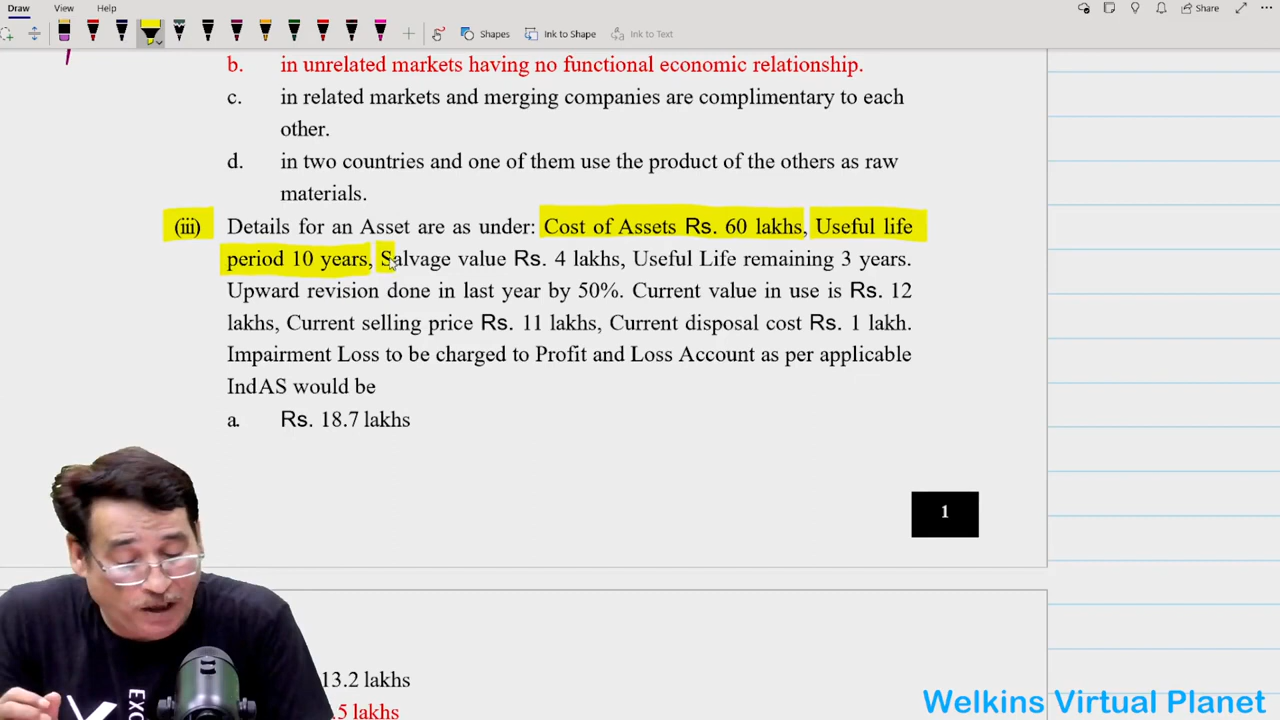 Draw View Help
Share
Shapes Ink to Shape Ink to Text
b. in unrelated markets having no functional economic relationship.
c. in related markets and merging companies are complimentary to each
other.
d. in two countries and one of them use the product of the others as raw
materials.
(iii) Details for an Asset are as under: Cost of Assets Rs. 60 lakhs, Useful life
period 10 years, Salvage value Rs. 4 lakhs, Useful Life remaining 3 years.
Upward revision done in last year by 50%. Current value in use is Rs. 12
lakhs, Current selling price Rs. 11 lakhs, Current disposal cost Rs. 1 lakh.
Impairment Loss to be charged to Profit and Loss Account as per applicable
IndAS would be
a. Rs. 18.7 lakhs
1
13.2 lakhs
.5 lakhs
Welkins Virtual Planet